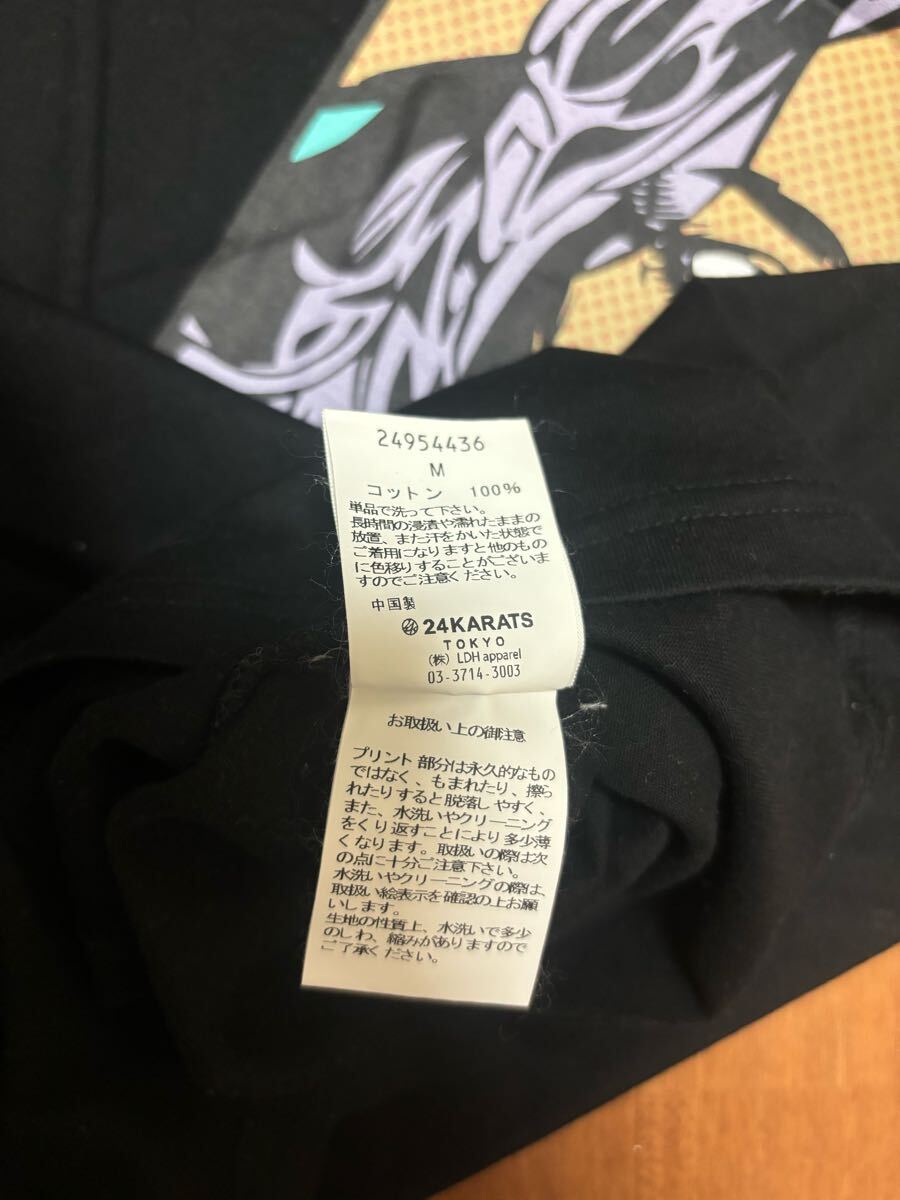 24954436
M
コットン 100%
単品で洗って下さい。
長時間の浸漬や濡れたままの
放置、また汗をかいた状態で
ご着用になりますと他のもの
に色移りすることがございま
すのでご注意ください。
中国製
24KARATS
TOKYO
(株) LDH apparel
03-3714-3003
お取扱い上の御注意
プリント部分は永久的なもの
ではなく、もまれたり、擦ら
れたりすると脱落しやすく、
また、水洗いやクリーニング
をくり返すことにより多少薄
くなります。取扱いの際は次
の点に十分ご注意下さい。
水洗いやクリーニングの際は、
取扱い絵表示を確認の上お願
いします。
生地の性質上、水洗いで多少
のしわ、縮みがありますので
ご了承ください。